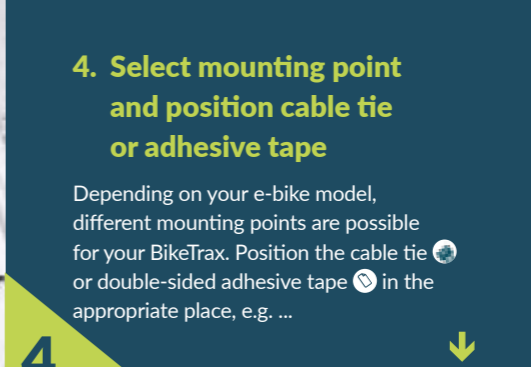 4. Select mounting point
and position cable tie
or adhesive tape
Depending on your e-bike model,
different mounting points are possible
for your BikeTrax. Position the cable tie
or double-sided adhesive tape in the
appropriate place, e.g. ...
4